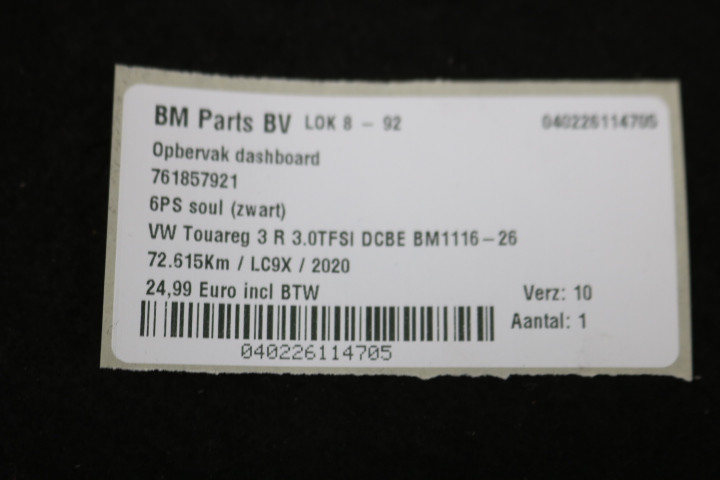 BM Parts BV LOK 8 - 92 040226114705
Opbervak dashboard
761857921
6PS soul (zwart)
VW Touareg 3 R 3.0TFSI DCBE BM1116-26
72.615Km / LC9X / 2020
24,99 Euro incl BTW Verz: 10
Aantal: 1
040226114705